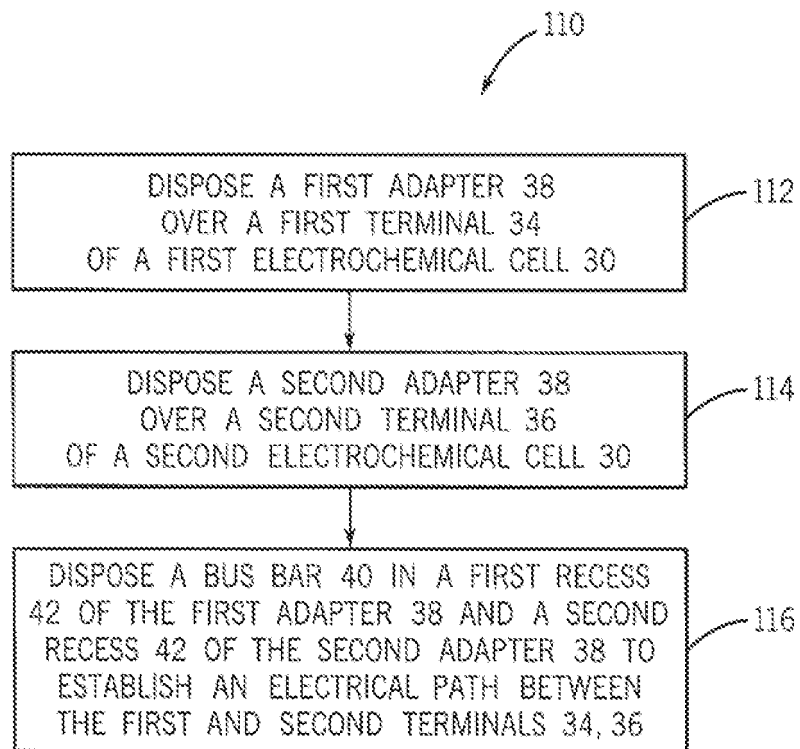 110
DISPOSE A FIRST ADAPTER 38
OVER A FIRST TERMINAL 34
OF A FIRST ELECTROCHEMICAL CELL 30
112
DISPOSE A SECOND ADAPTER 38
OVER A SECOND TERMINAL 36
OF A SECOND ELECTROCHEMICAL CELL 30
114
DISPOSE A BUS BAR 40 IN A FIRST RECESS
42 OF THE FIRST ADAPTER 38 AND A SECOND
RECESS 42 OF THE SECOND ADAPTER 38 TO
ESTABLISH AN ELECTRICAL PATH BETWEEN
THE FIRST AND SECOND TERMINALS 34, 36
116